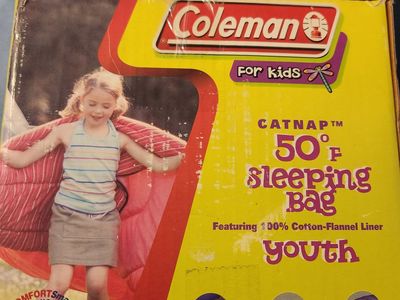 Coleman
FOR KIDS
CATNAP™
50°F
Sleeping
Bag
Featuring 100% Cotton-Flannel Liner
youth